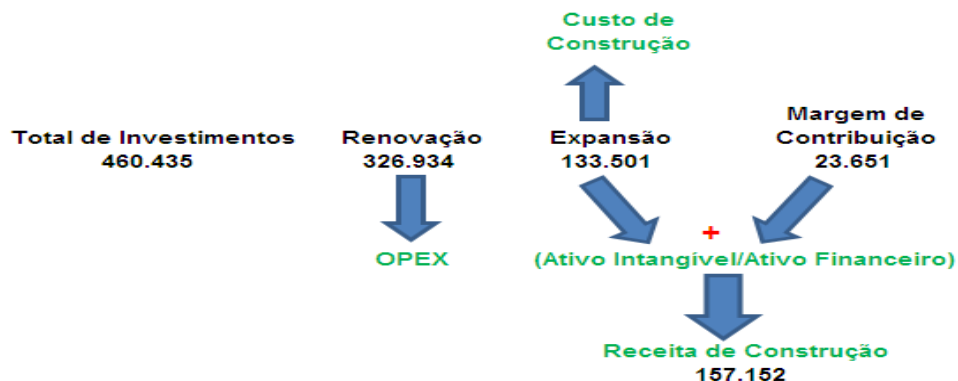 Custo de
Construção
Total de Investimentos
460.435
Renovação
326.934
Expansão
133.501
Margem de
Contribuição
23.651
+
OPEX
(Ativo Intangível/Ativo Financeiro)
Receita de Construção
157.152